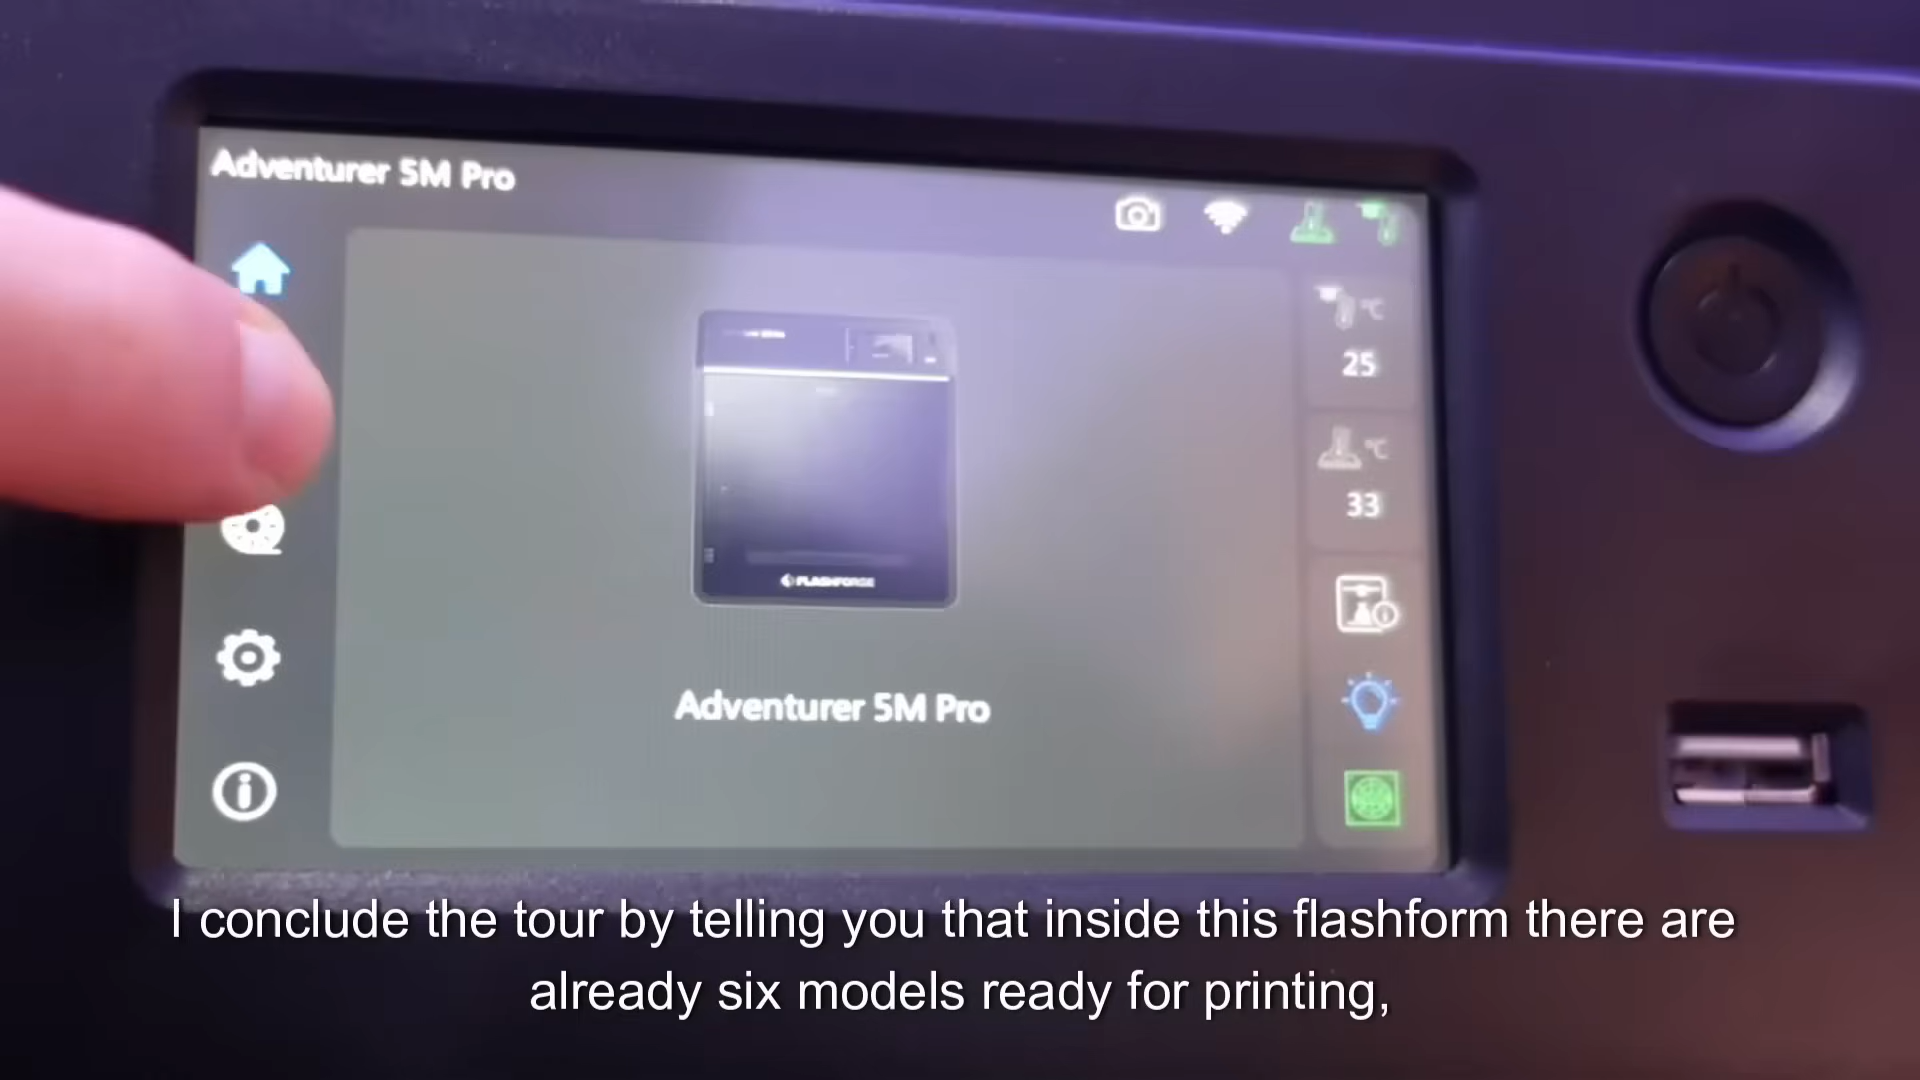 Adventurer 5M Pro
°C
25
°C
33
FLASHFORGE
Adventurer 5M Pro
I conclude the tour by telling you that inside this flashform there are
already six models ready for printing,